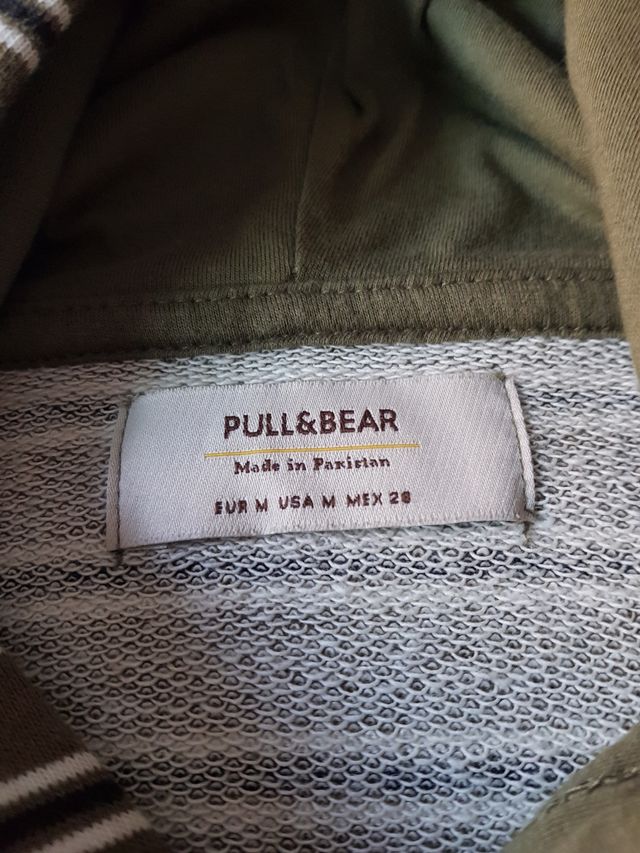 PULL&BEAR
Made in Pakistan
EUR M USA M MEX 28